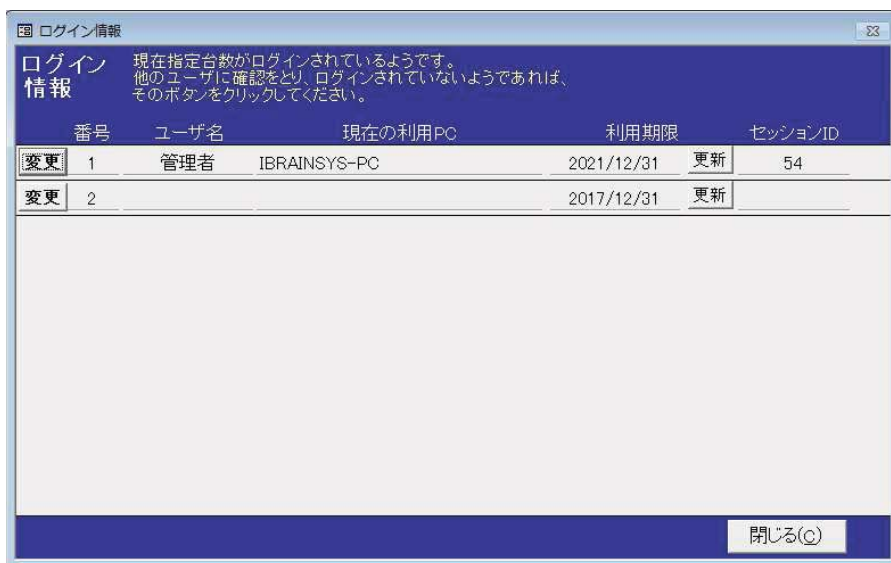 ログイン情報
ログイン
情報
現在指定台数がログインされているようです。
他のユーザに確認をとり、ログインされていないようであれば、
そのボタンをクリックしてください。
番号 ユーザ名 現在の利用PC 利用期限 セッションID
変更 1 管理者 IBRAINSYS-PC 2021/12/31 更新 54
変更 2 2017/12/31 更新
閉じる(C)